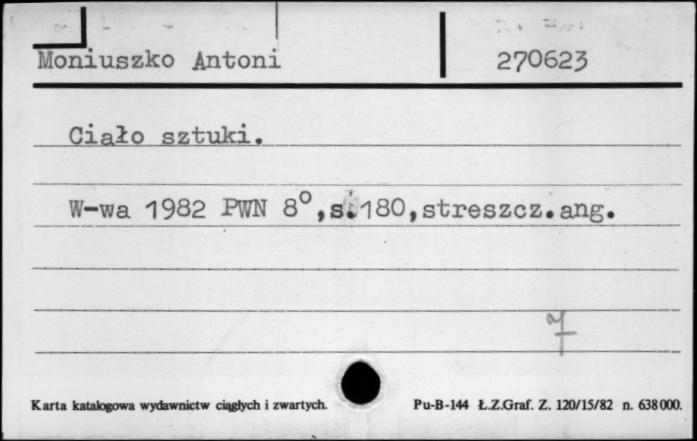 Moniuszko Antoni 270623
Ciało sztuki.
W-wa 1982 PWN 8°,s.180,streszcz.ang.
Karta katalogowa wydawnictw ciągłych i zwartych. Pu-B-144 Ł.Z.Graf. Z. 120/15/82 n. 638000.